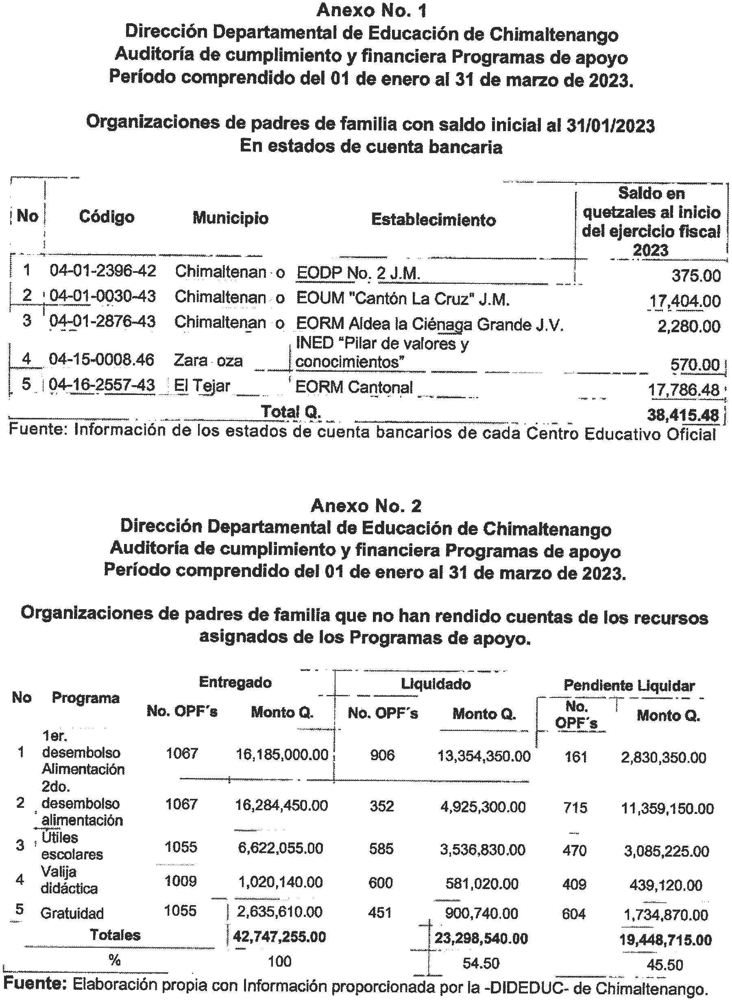 Anexo No. 1
Dirección Departamental de Educación de Chimaltenango
Auditoría de cumplimiento y financiera Programas de apoyo
Período comprendido del 01 de enero al 31 de marzo de 2023.
Organizaciones de padres de familia con saldo inicial al 31/01/2023
En estados de cuenta bancaria
No Código Municipio Establecimiento Saldo en quetzales al inicio del ejercicio fiscal 2023
1 04-01-2396-42 Chimaltenan o EODP No. 2 J.M. 375.00
2 04-01-0030-43 Chimaltenan o EOUM "Cantón La Cruz" J.M. 17,404.00
3 04-01-2876-43 Chimaltenan o EORM Aldea la Ciénaga Grande J.V. 2,280.00
4 04-15-0008.46 Zara oza INED “Pilar de valores y conocimientos” 570.00
5 04-16-2557-43 El Tejar EORM Cantonal 17,786.48
Total Q. 38,415.48
Fuente: Información de los estados de cuenta bancarios de cada Centro Educativo Oficial
Anexo No. 2
Dirección Departamental de Educación de Chimaltenango
Auditoría de cumplimiento y financiera Programas de apoyo
Período comprendido del 01 de enero al 31 de marzo de 2023.
Organizaciones de padres de familia que no han rendido cuentas de los recursos
asignados de los Programas de apoyo.
No Programa Entregado Liquidado Pendiente Liquidar
No. OPF´s Monto Q. No. OPF´s Monto Q. No. OPF´s Monto Q.
1 1er. desembolso Alimentación 1067 16,185,000.00 906 13,354,350.00 161 2,830,350.00
2 2do. desembolso alimentación 1067 16,284,450.00 352 4,925,300.00 715 11,359,150.00
3 Útiles escolares 1055 6,622,055.00 585 3,536,830.00 470 3,085,225.00
4 Valija didáctica 1009 1,020,140.00 600 581,020.00 409 439,120.00
5 Gratuidad 1055 2,635,610.00 451 900,740.00 604 1,734,870.00
Totales 42,747,255.00 23,298,540.00 19,448,715.00
% 100 54.50 45.50
Fuente: Elaboración propia con Información proporcionada por la -DIDEDUC- de Chimaltenango.